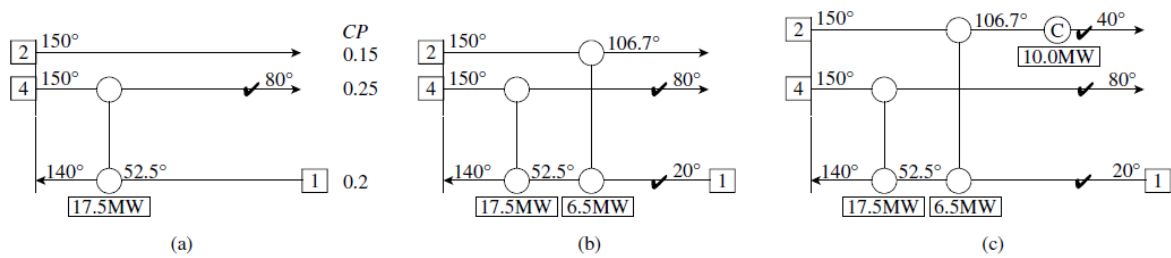 CP
2 150° 0.15
4 150° 80° 0.25
140° 52.5° 1 0.2
17.5MW
(a)
2 150° 106.7°
4 150° 80°
140° 52.5° 20° 1
17.5MW 6.5MW
(b)
2 150° 106.7° C 40°
10.0MW
4 150° 80°
140° 52.5° 20° 1
17.5MW 6.5MW
(c)